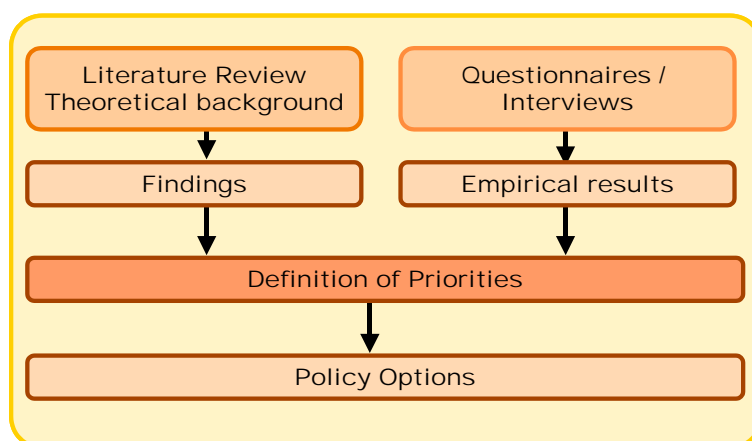 Literature Review
Theoretical background
Questionnaires /
Interviews
Findings
Empirical results
Definition of Priorities
Policy Options